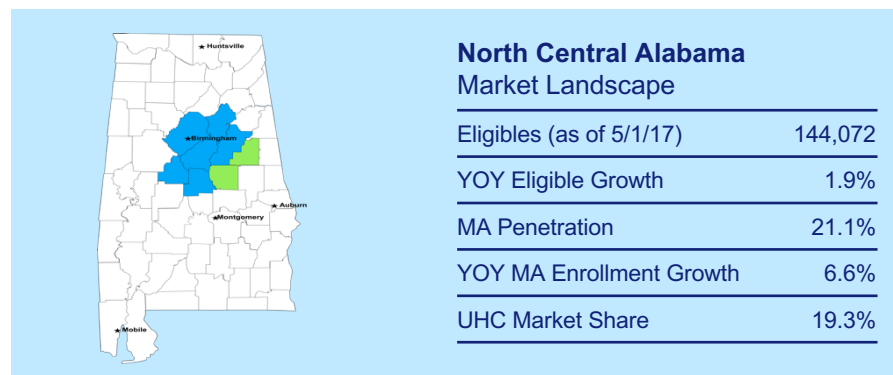 Huntsville
Birmingham
Auburn
Montgomery
Mobile
North Central Alabama
Market Landscape
Eligibles (as of 5/1/17) 144,072
YOY Eligible Growth 1.9%
MA Penetration 21.1%
YOY MA Enrollment Growth 6.6%
UHC Market Share 19.3%